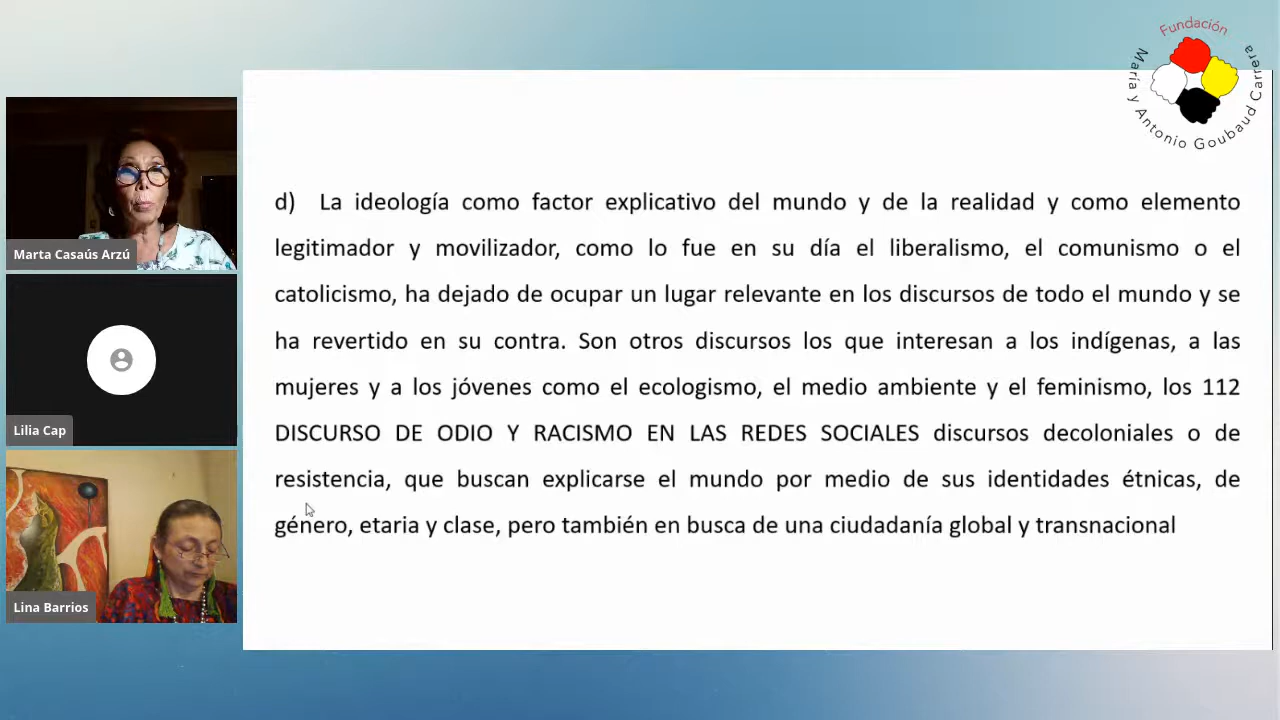 Fundación
María y Antonio Goubaud Carrera
d) La ideología como factor explicativo del mundo y de la realidad y como elemento
legitimador y movilizador, como lo fue en su día el liberalismo, el comunismo o el
catolicismo, ha dejado de ocupar un lugar relevante en los discursos de todo el mundo y se
ha revertido en su contra. Son otros discursos los que interesan a los indígenas, a las
mujeres y a los jóvenes como el ecologismo, el medio ambiente y el feminismo, los 112
DISCURSO DE ODIO Y RACISMO EN LAS REDES SOCIALES discursos decoloniales o de
resistencia, que buscan explicarse el mundo por medio de sus identidades étnicas, de
género, etaria y clase, pero también en busca de una ciudadanía global y transnacional
Marta Casaús Arzú
Lilia Cap
Lina Barrios